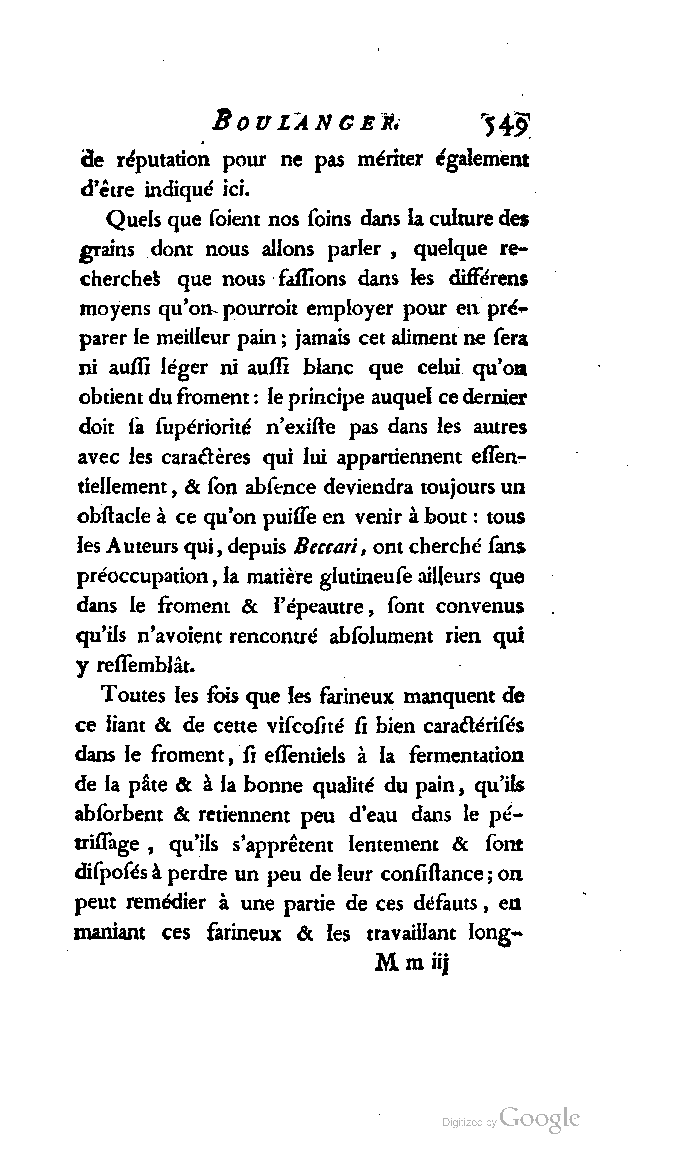 BOULANGER. 549
de réputation pour ne pas mériter également
d'être indiqué ici.
Quels que ſoient nos ſoins dans la culture des
grains dont nous allons parler, quelque re-
cherches que nous faſſions dans les différens
moyens qu'on pourroit employer pour en pré-
parer le meilleur pain; jamais cet aliment ne ſera
ni auſſi léger ni auſſi blanc que celui qu'on
obtient du froment: le principe auquel ce dernier
doit ſa ſupériorité n'exiſte pas dans les autres
avec les caractères qui lui appartiennent eſſen-
tiellement, & ſon abſence deviendra toujours un
obſtacle à ce qu'on puiſſe en venir à bout: tous
les Auteurs qui, depuis Beccari, ont cherché ſans
préoccupation, la matière glutineuſe ailleurs que
dans le froment & l'épeautre, ſont convenus
qu'ils n'avoient rencontré abſolument rien qui
y reſſemblât.
Toutes les fois que les farineux manquent de
ce liant & de cette viſcoſité ſi bien caractériſés
dans le froment, ſi eſſentiels à la fermentation
de la pâte & à la bonne qualité du pain, qu'ils
abſorbent & retiennent peu d'eau dans le pé-
triſſage, qu'ils s'apprêtent lentement & ſont
diſpoſés à perdre un peu de leur conſiſtance; on
peut remédier à une partie de ces défauts, en
maniant ces farineux & les travaillant long-
M m iij
Digitized by Google